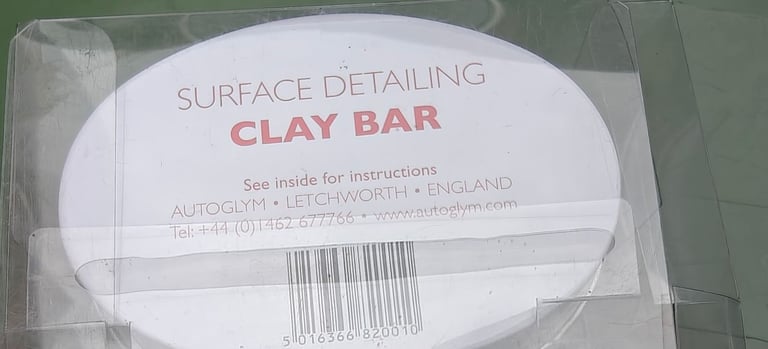 SURFACE DETAILING
CLAY BAR
See inside for instructions
AUTOGLYM • LETCHWORTH • ENGLAND
Tel: +44 (0)1462 677766 • www.autoglym.com
5 016366 820010